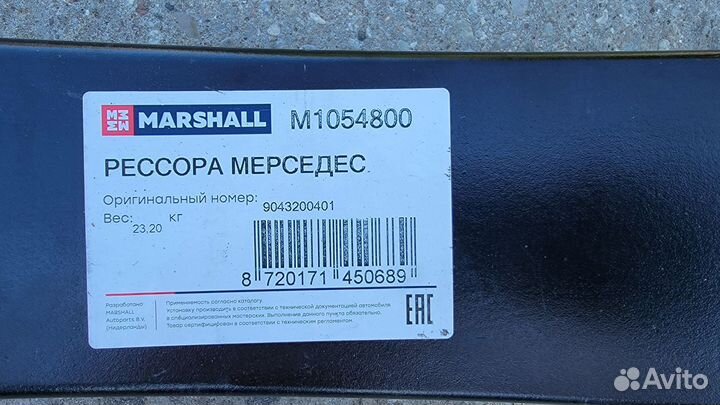 MARSHALL M1054800
РЕССОРА МЕРСЕДЕС
Оригинальный номер: 9043200401
Вес: 23,20 кг
8 720171 450689
Разработано
MARSHALL
Autoparts B.V.
(Нидерланды)
Применяемость согласно каталогу.
Установку производить в соответствии с технической документацией автомобиля
в специализированных мастерских. Выполнение данного пункта обязательно.
Товар сертифицирован в соответствии с техническим регламентом.
EAC
Avito